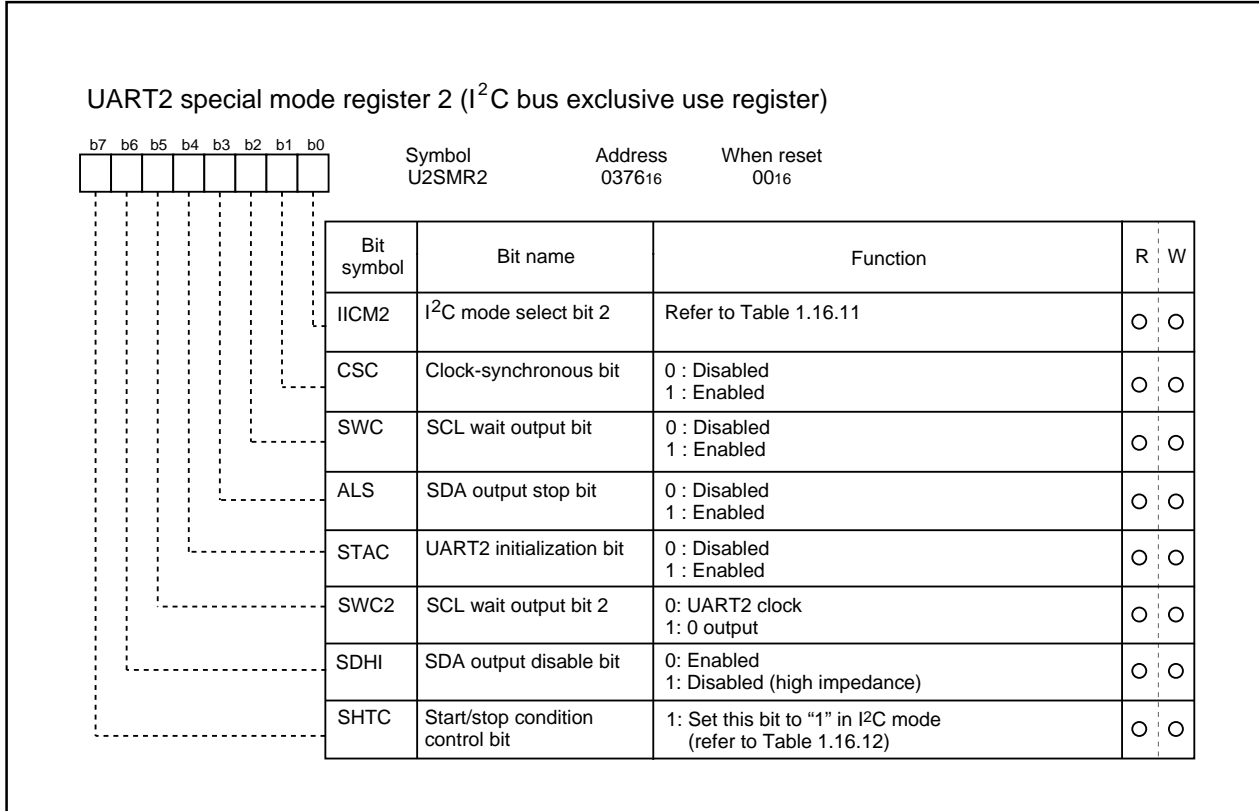 UART2 special mode register 2 (I2C bus exclusive use register)
b7 b6 b5 b4 b3 b2 b1 b0
Symbol Address When reset
U2SMR2 037616 0016
Bit symbol Bit name Function R W
IICM2 I2C mode select bit 2 Refer to Table 1.16.11
CSC Clock-synchronous bit 0 : Disabled
1 : Enabled
SWC SCL wait output bit 0 : Disabled
1 : Enabled
ALS SDA output stop bit 0 : Disabled
1 : Enabled
STAC UART2 initialization bit 0 : Disabled
1 : Enabled
SWC2 SCL wait output bit 2 0: UART2 clock
1: 0 output
SDHI SDA output disable bit 0: Enabled
1: Disabled (high impedance)
SHTC Start/stop condition control bit 1: Set this bit to “1” in I2C mode
(refer to Table 1.16.12)